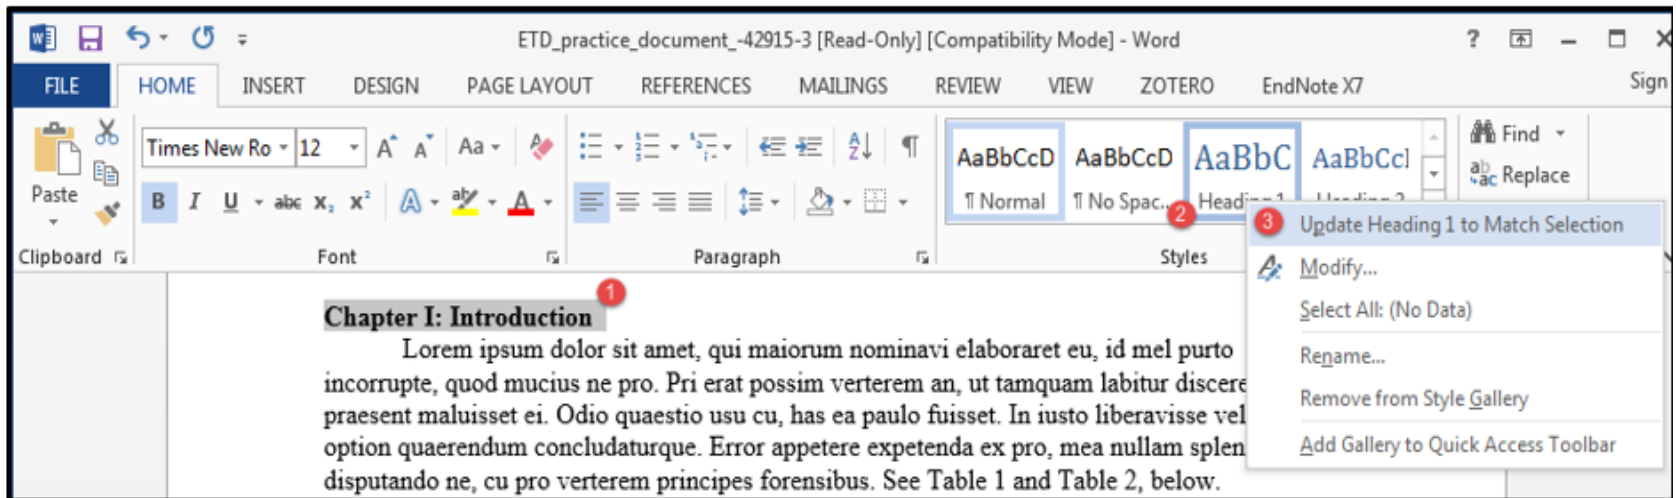 ETD_practice_document_-42915-3 [Read-Only] [Compatibility Mode] - Word
FILE HOME INSERT DESIGN PAGE LAYOUT REFERENCES MAILINGS REVIEW VIEW ZOTERO EndNote X7 Sign
Times New Ro 12 Aa
AaBbCcD AaBbCcD AaBbC AaBbCcI
Find
Replace
Paste
B I U abc X₂ X² A aby A
¶ Normal ¶ No Spac... Heading 1 Heading 2
2
Clipboard Font Paragraph Styles
3 Update Heading 1 to Match Selection
Modify...
Select All: (No Data)
Rename...
Remove from Style Gallery
Add Gallery to Quick Access Toolbar
Chapter I: Introduction 1
Lorem ipsum dolor sit amet, qui maiorum nominavi elaboraret eu, id mel purto
incorrupte, quod mucius ne pro. Pri erat possim verterem an, ut tamquam labitur discere
praesent maluisset ei. Odio quaestio usu cu, has ea paulo fuisset. In iusto liberavisse vel
option quaerendum concludaturque. Error appetere expetenda ex pro, mea nullam splen
disputando ne, cu pro verterem principes forensibus. See Table 1 and Table 2, below.